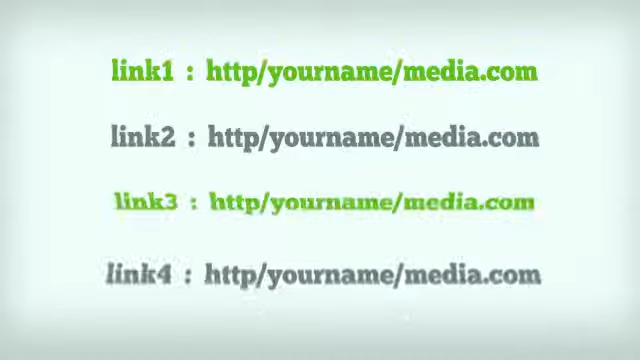 link1 : http/yourname/media.com
link2 : http/yourname/media.com
link3 : http/yourname/media.com
link4 : http/yourname/media.com